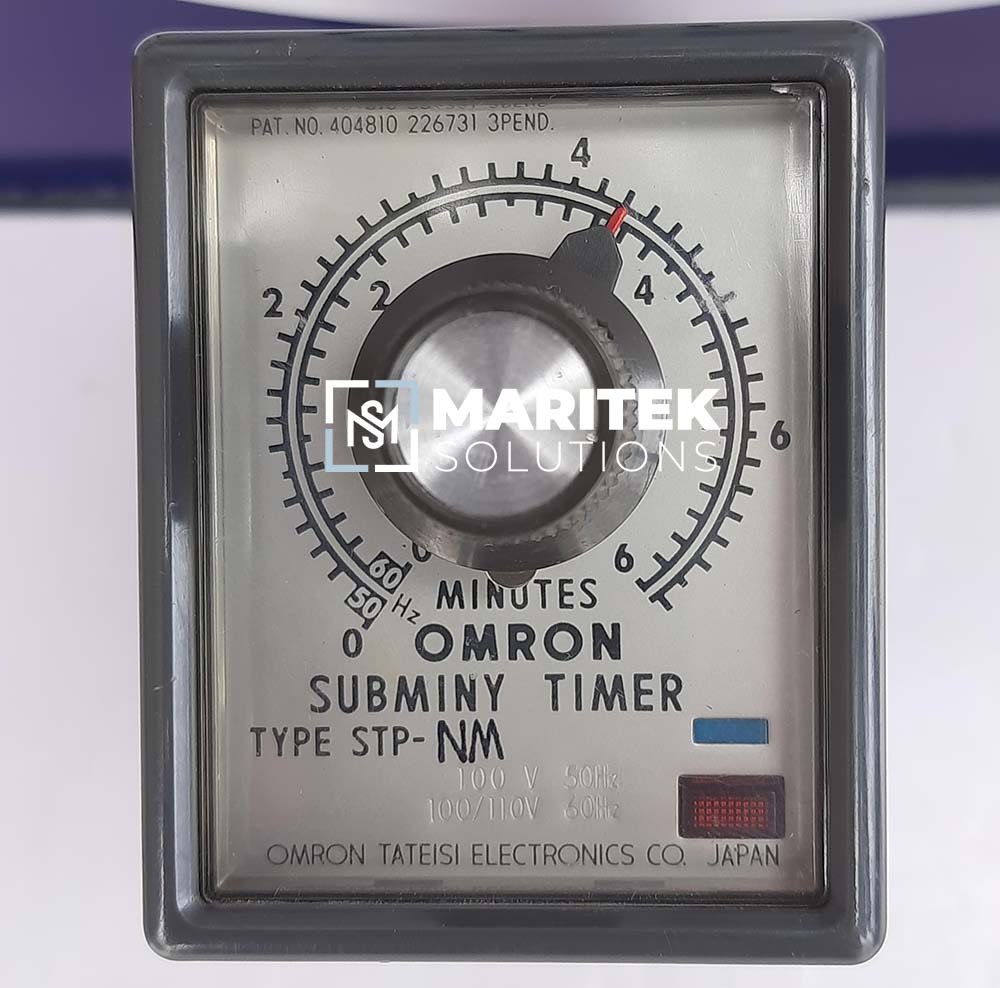 PAT. NO. 404810 226731 3PEND.
4
2
2
4
MARITEK
SOLUTIONS
6
6
0
60
50
Hz
MINUTES
0
OMRON
SUBMINY TIMER
TYPE STP-NM
100 V 50Hz
100/110V 60Hz
OMRON TATEISI ELECTRONICS CO. JAPAN